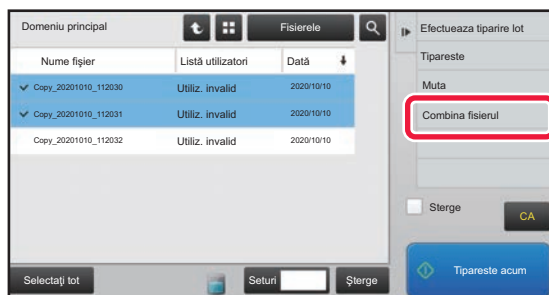 Domeniu principal
Fisierele
Nume fişier
Listă utilizatori
Dată
Copy_20201010_112030
Utiliz. invalid
2020/10/10
Copy_20201010_112031
Utiliz. invalid
2020/10/10
Copy_20201010_112032
Utiliz. invalid
2020/10/10
Selectaţi tot
Seturi
Şterge
Efectueaza tiparire lot
Tipareste
Muta
Combina fisierul
Sterge
CA
Tipareste acum